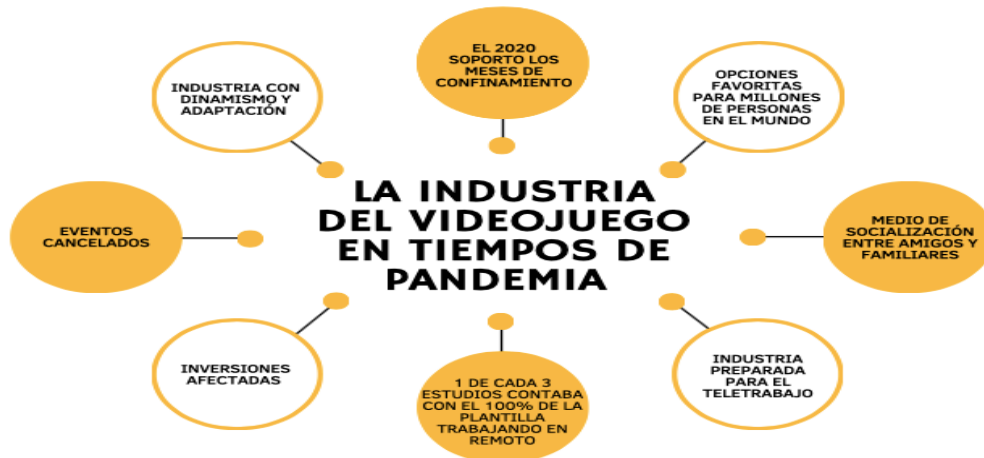 EL 2020
SOPORTO LOS
MESES DE
CONFINAMIENTO
INDUSTRIA CON
DINAMISMO Y
ADAPTACIÓN
OPCIONES
FAVORITAS
PARA MILLONES
DE PERSONAS
EN EL MUNDO
LA INDUSTRIA
DEL VIDEOJUEGO
EN TIEMPOS DE
PANDEMIA
EVENTOS
CANCELADOS
MEDIO DE
SOCIALIZACIÓN
ENTRE AMIGOS Y
FAMILIARES
INVERSIONES
AFECTADAS
1 DE CADA 3
ESTUDIOS CONTABA
CON EL 100% DE LA
PLANTILLA
TRABAJANDO EN
REMOTO
INDUSTRIA
PREPARADA
PARA EL
TELETRABAJO